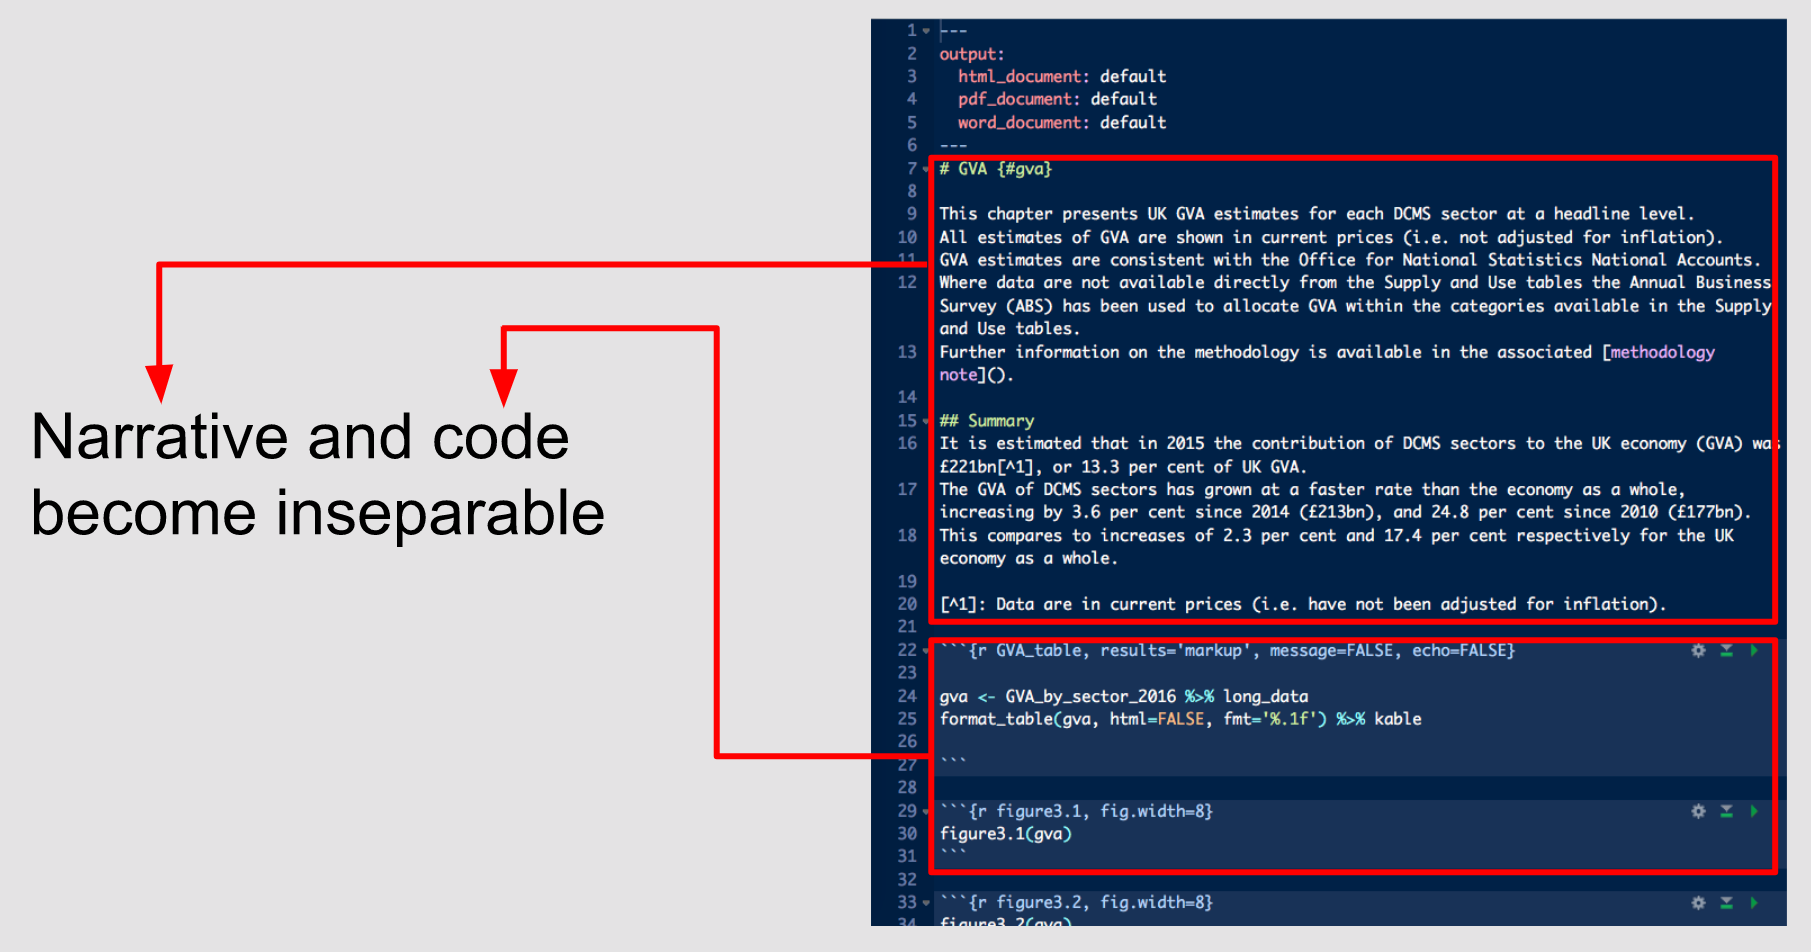 Narrative and code
become inseparable
1 ---
2 output:
3 html_document: default
4 pdf_document: default
5 word_document: default
6 ---
7 # GVA {#gva}
8
9 This chapter presents UK GVA estimates for each DCMS sector at a headline level.
10 All estimates of GVA are shown in current prices (i.e. not adjusted for inflation).
11 GVA estimates are consistent with the Office for National Statistics National Accounts.
12 Where data are not available directly from the Supply and Use tables the Annual Business
Survey (ABS) has been used to allocate GVA within the categories available in the Supply
and Use tables.
13 Further information on the methodology is available in the associated [methodology
note]().
14
15 ## Summary
16 It is estimated that in 2015 the contribution of DCMS sectors to the UK economy (GVA) was
£221bn[^1], or 13.3 per cent of UK GVA.
17 The GVA of DCMS sectors has grown at a faster rate than the economy as a whole,
increasing by 3.6 per cent since 2014 (£213bn), and 24.8 per cent since 2010 (£177bn).
18 This compares to increases of 2.3 per cent and 17.4 per cent respectively for the UK
economy as a whole.
19
20 [^1]: Data are in current prices (i.e. have not been adjusted for inflation).
21
22 ```{r GVA_table, results='markup', message=FALSE, echo=FALSE}
23
24 gva <- GVA_by_sector_2016 %>% long_data
25 format_table(gva, html=FALSE, fmt='%.1f') %>% kable
26
27 ```
28
29 ```{r figure3.1, fig.width=8}
30 figure3.1(gva)
31 ```
32
33 ```{r figure3.2, fig.width=8}
34 figure3.2(gva)